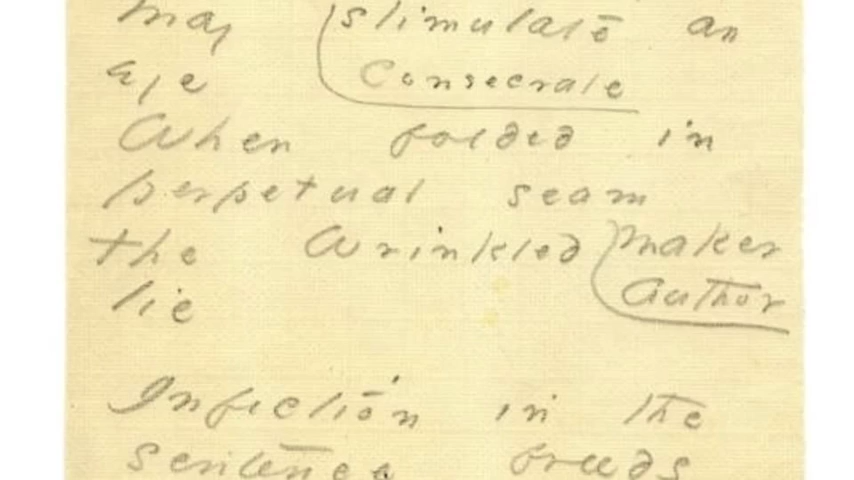 may stimulate an
eye Consecrate
When folded in
perpetual seam
the Wrinkled Maker
lie Author
Infection in the
sentence breeds